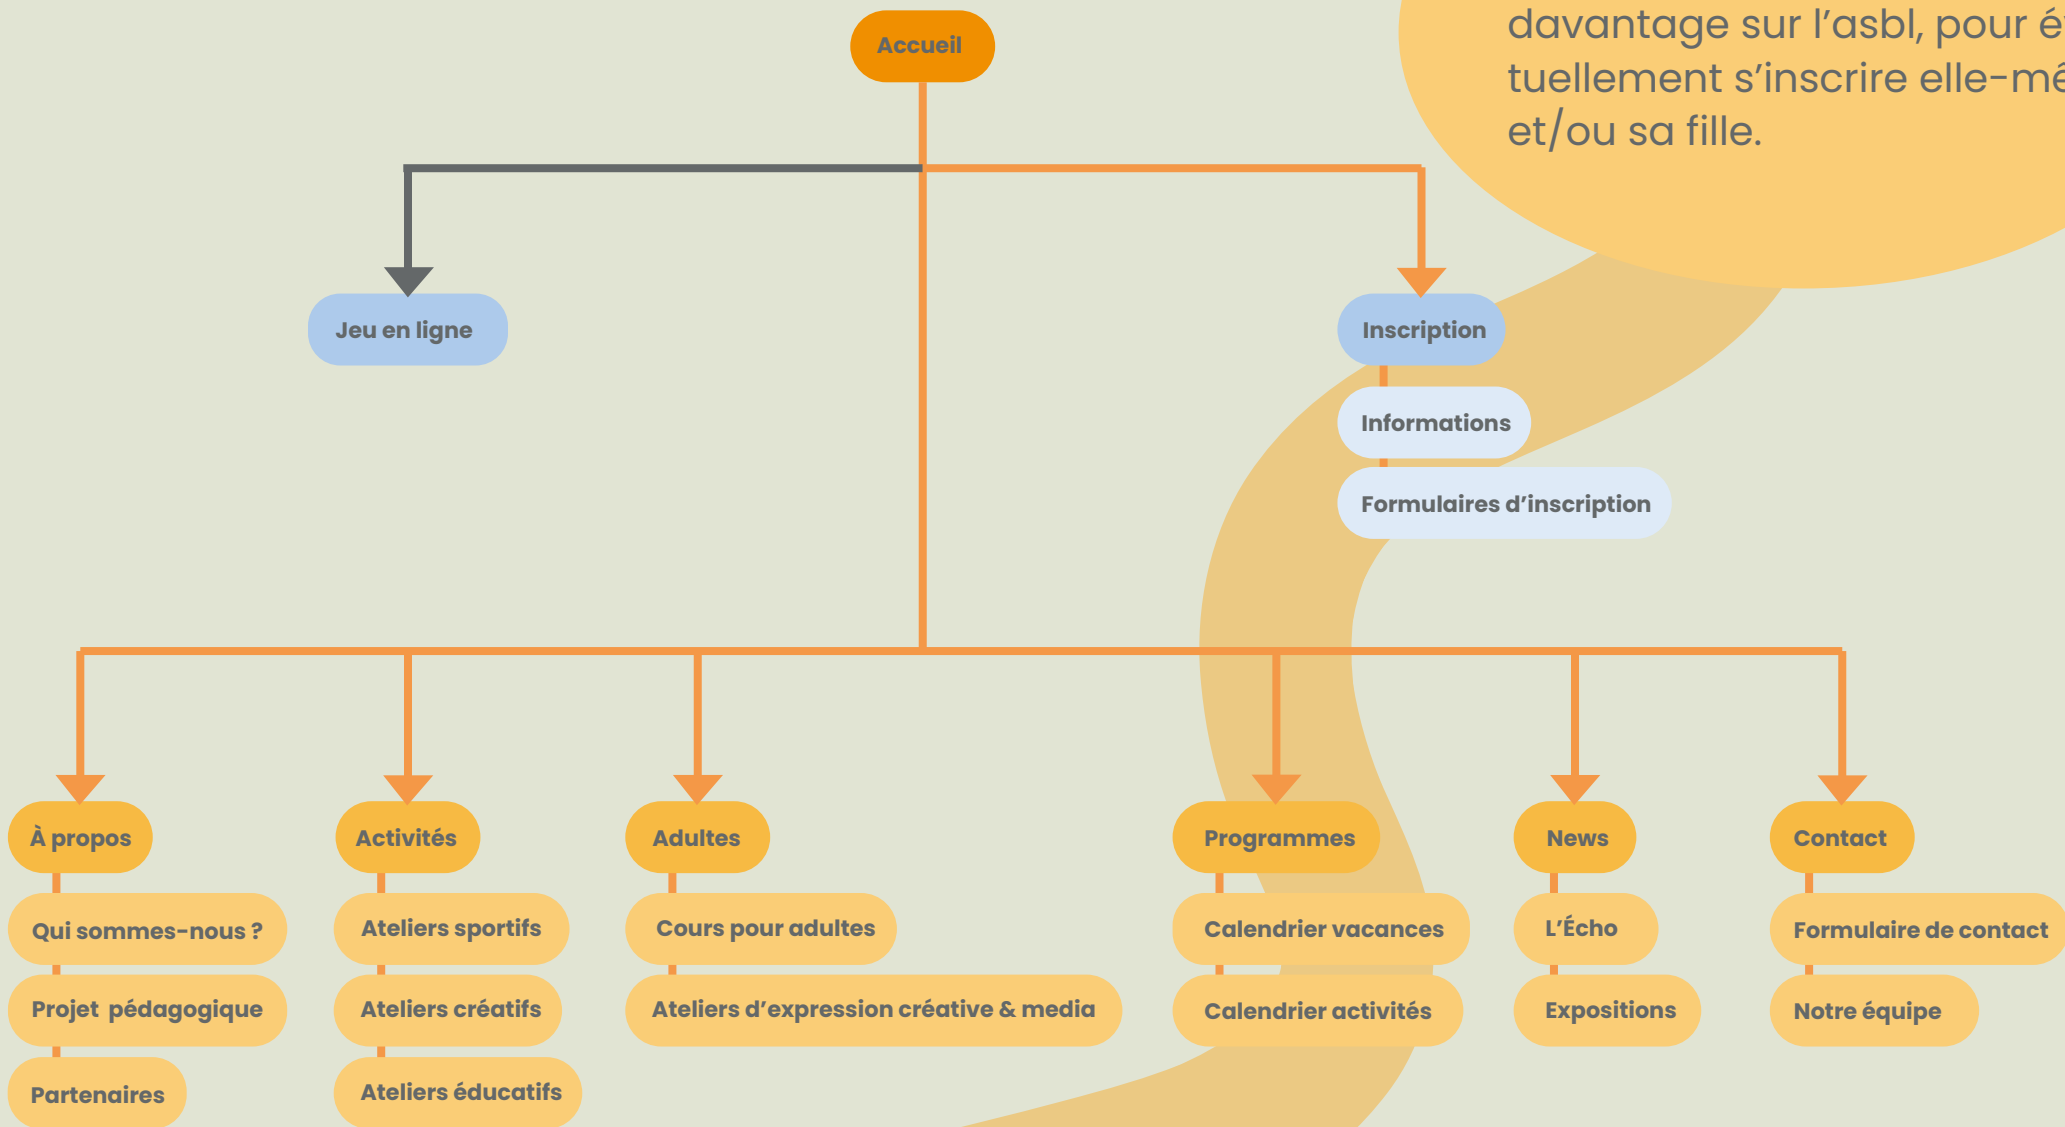 davantage sur l’asbl, pour
tuellement s’inscrire
et/ou sa fille.
Accueil
Jeu en ligne
Inscription
Informations
Formulaires d’inscription
À propos
Qui sommes-nous ?
Projet pédagogique
Partenaires
Activités
Ateliers sportifs
Ateliers créatifs
Ateliers éducatifs
Adultes
Cours pour adultes
Ateliers d’expression créative & media
Programmes
Calendrier vacances
Calendrier activités
News
L’Écho
Expositions
Contact
Formulaire de contact
Notre équipe